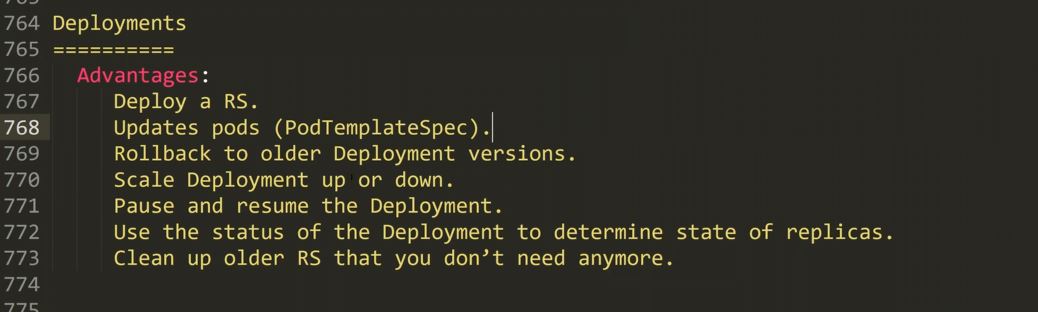 764 Deployments
765 ==========
766 Advantages:
767 Deploy a RS.
768 Updates pods (PodTemplateSpec).
769 Rollback to older Deployment versions.
770 Scale Deployment up or down.
771 Pause and resume the Deployment.
772 Use the status of the Deployment to determine state of replicas.
773 Clean up older RS that you don’t need anymore.
774
775